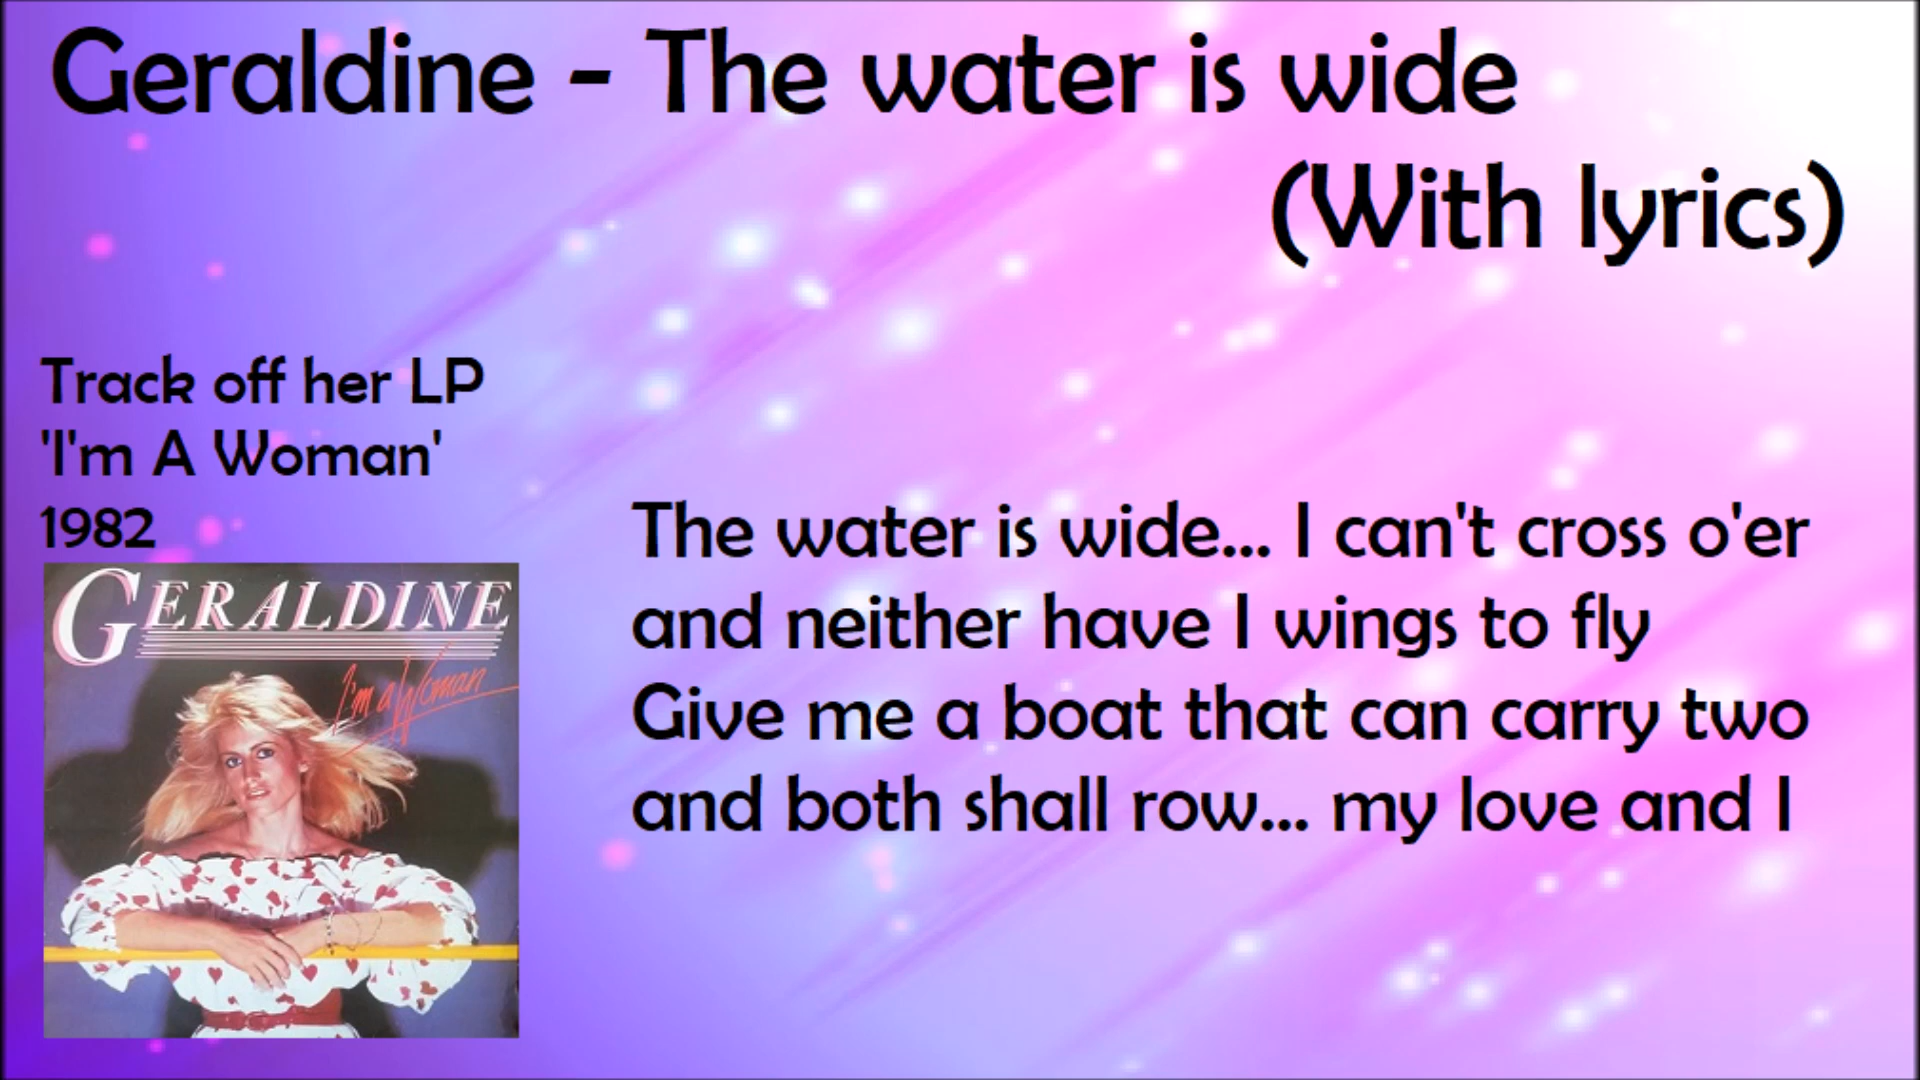 Geraldine - The water is wide
(With lyrics)
Track off her LP
'I'm A Woman'
1982
GERALDINE
I'm a Woman
The water is wide... I can't cross o'er
and neither have I wings to fly
Give me a boat that can carry two
and both shall row... my love and I